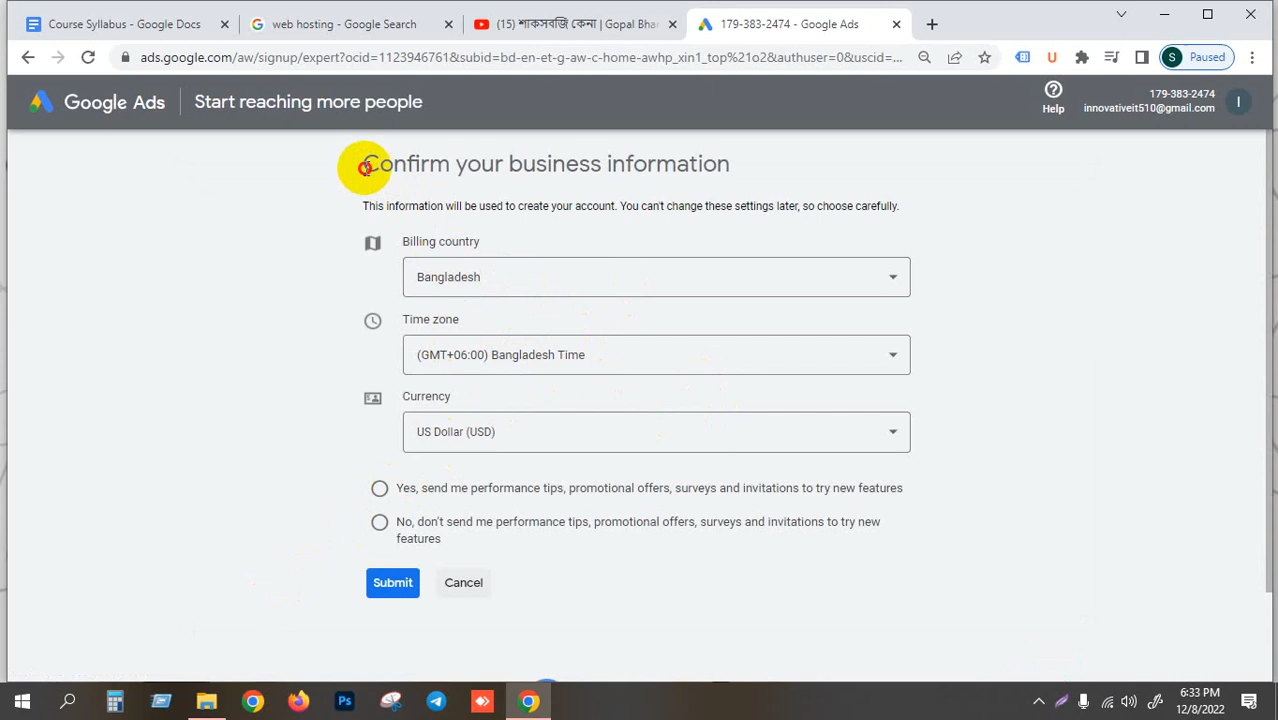 Course Syllabus - Google Docs
web hosting - Google Search
(15) শাকসবজি কেনা | Gopal Bha
179-383-2474 - Google Ads
ads.google.com/aw/signup/expert?ocid=1123946761&subid=bd-en-et-g-aw-c-home-awhp_xin1_top%21o2&authuser=0&uscid=...
S Paused
Google Ads
Start reaching more people
Help
179-383-2474
innovativeit510@gmail.com
I
Confirm your business information
This information will be used to create your account. You can't change these settings later, so choose carefully.
Billing country
Bangladesh
Time zone
(GMT+06:00) Bangladesh Time
Currency
US Dollar (USD)
Yes, send me performance tips, promotional offers, surveys and invitations to try new features
No, don't send me performance tips, promotional offers, surveys and invitations to try new
features
Submit
Cancel
Ps
6:33 PM
12/8/2022